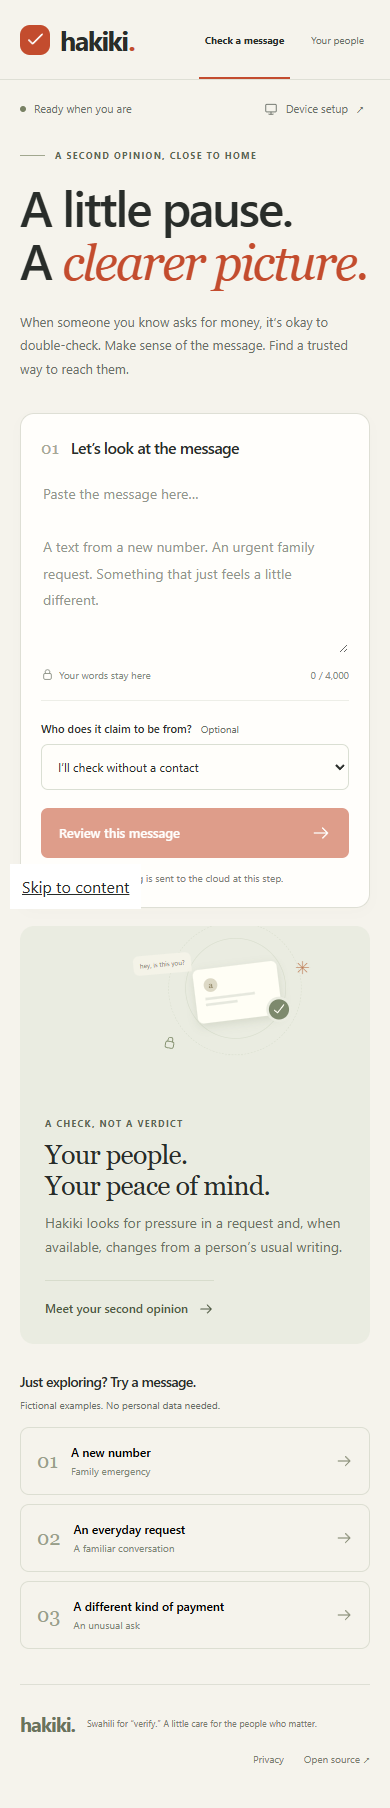 hakiki.
Check a message
Your people
Ready when you are
Device setup ↗
A SECOND OPINION, CLOSE TO HOME
A little pause.
A clearer picture.
When someone you know asks for money, it's okay to
double-check. Make sense of the message. Find a trusted
way to reach them.
01 Let's look at the message
Paste the message here...
A text from a new number. An urgent family
request. Something that just feels a little
different.
Your words stay here
0 / 4,000
Who does it claim to be from? Optional
I'll check without a contact
Review this message →
is sent to the cloud at this step.
Skip to content
hey, is this you?
a
A CHECK, NOT A VERDICT
Your people.
Your peace of mind.
Hakiki looks for pressure in a request and, when
available, changes from a person's usual writing.
Meet your second opinion →
Just exploring? Try a message.
Fictional examples. No personal data needed.
01 A new number →
Family emergency
02 An everyday request →
A familiar conversation
03 A different kind of payment →
An unusual ask
hakiki. Swahili for "verify." A little care for the people who matter.
Privacy Open source ↗